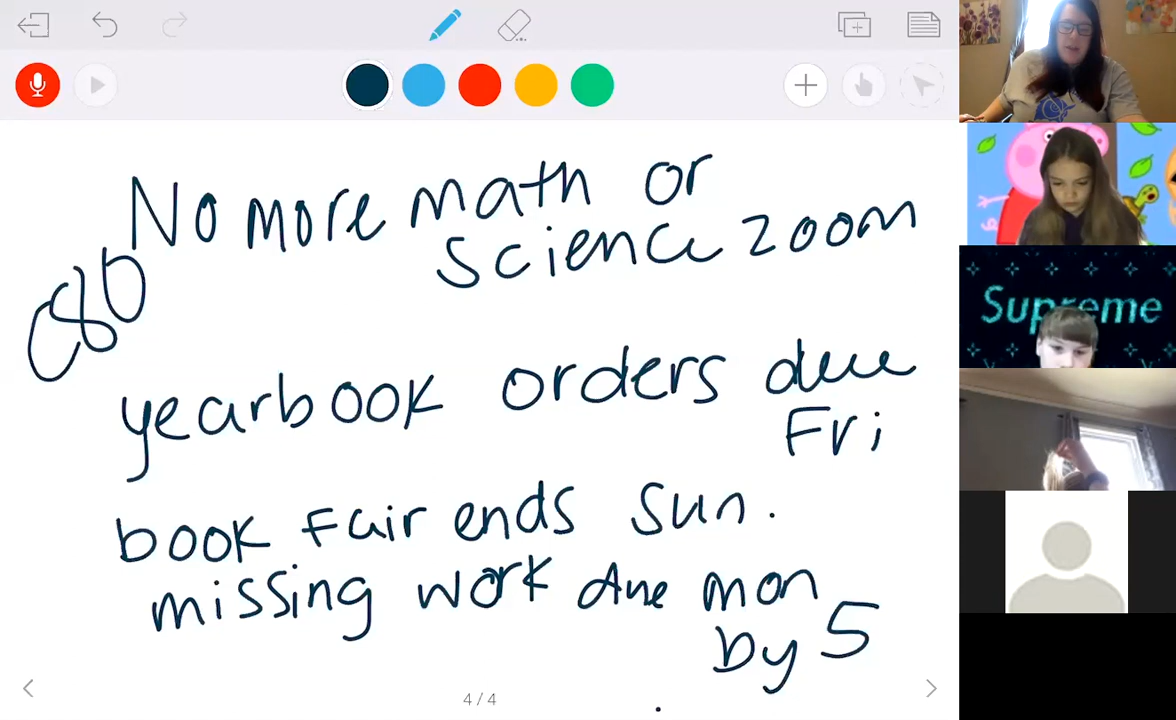 No more math or
science zoom
080
yearbook orders due
Fri
book fair ends sun.
missing work due mon
by 5
4 / 4
Supreme